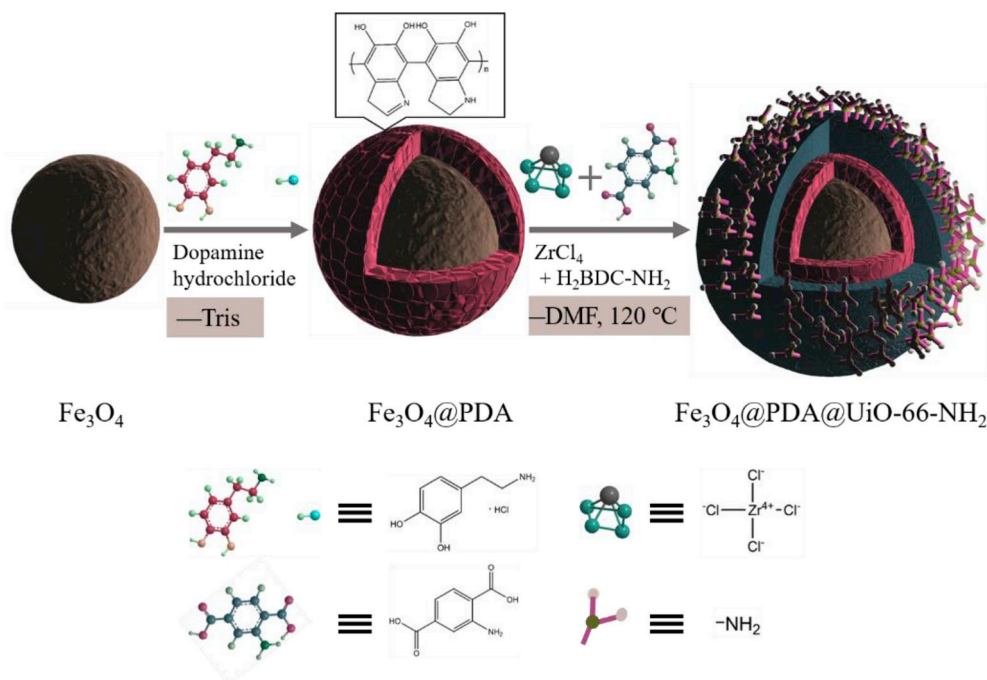 HO OH HO OH
n
N NH
Dopamine
hydrochloride
—Tris
ZrCl₄
+ H₂BDC-NH₂
—DMF, 120 °C
Fe₃O₄ Fe₃O₄@PDA Fe₃O₄@PDA@UiO-66-NH₂
NH₂
· HCl
HO
OH
Cl⁻
⁻Cl Zr⁴⁺ Cl⁻
Cl⁻
O
OH
HO
NH₂
O
−NH₂